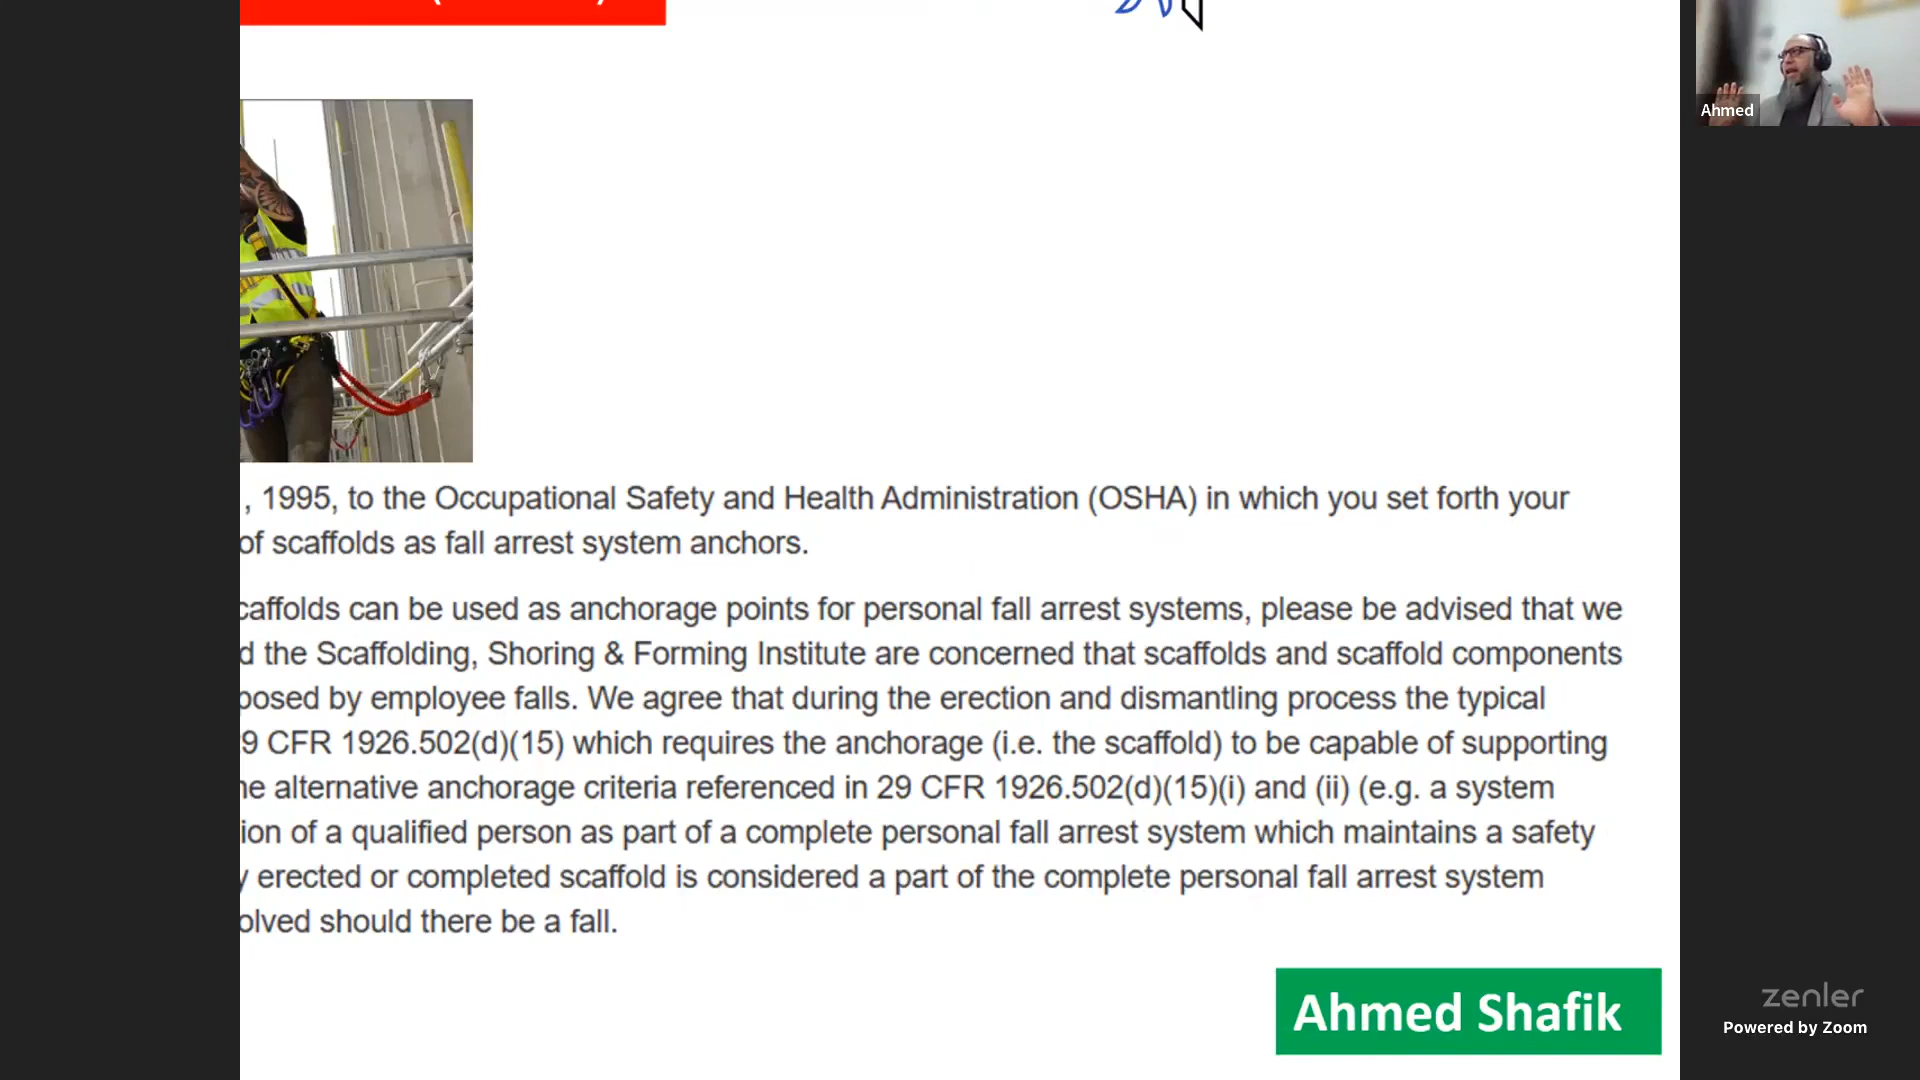 , 1995, to the Occupational Safety and Health Administration (OSHA) in which you set forth your
of scaffolds as fall arrest system anchors.
can be used as anchorage points for personal fall arrest systems, please be advised that we
the Scaffolding, Shoring & Forming Institute are concerned that scaffolds and scaffold components
by employee falls. We agree that during the erection and dismantling process the typical
9 CFR 1926.502(d)(15) which requires the anchorage (i.e. the scaffold) to be capable of supporting
alternative anchorage criteria referenced in 29 CFR 1926.502(d)(15)(i) and (ii) (e.g. a system
of a qualified person as part of a complete personal fall arrest system which maintains a safety
erected or completed scaffold is considered a part of the complete personal fall arrest system
should there be a fall.
Ahmed Shafik
Ahmed
zenler
Powered by Zoom